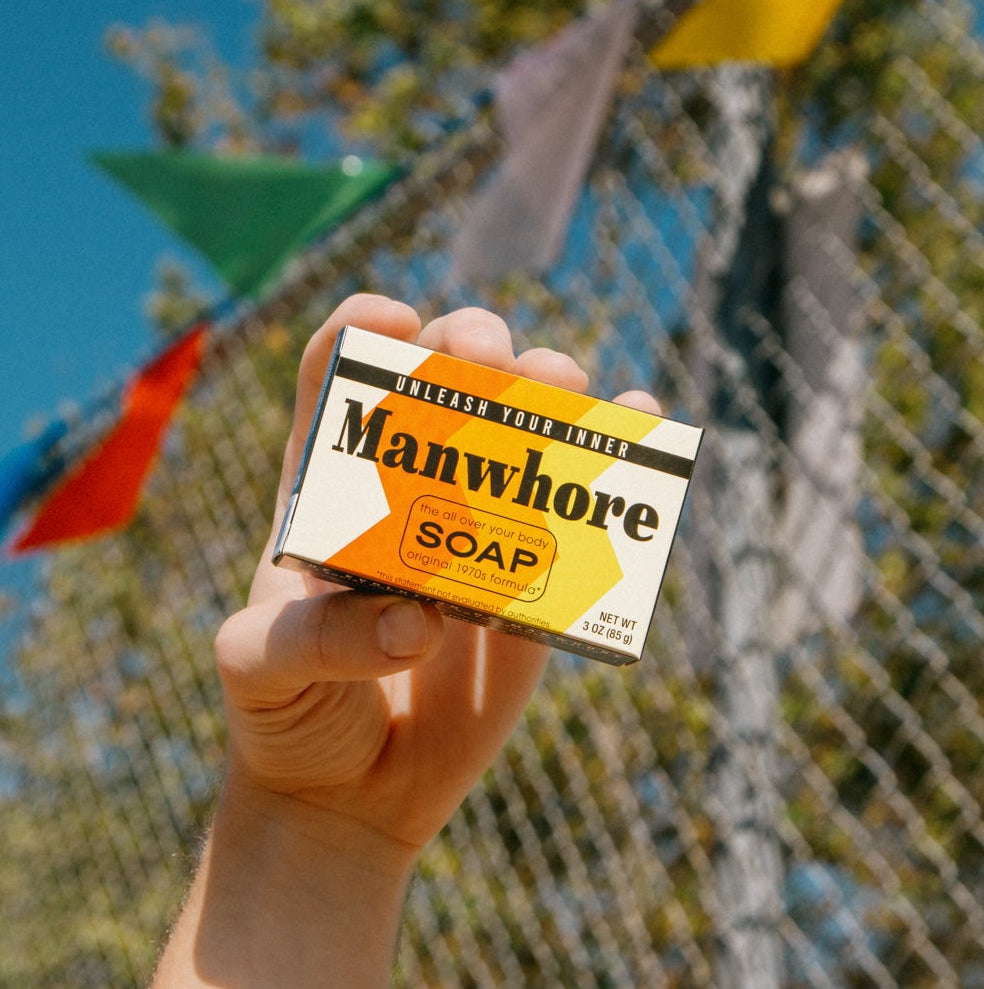 UNLEASH YOUR INNER
Manwhore
the all over your body
SOAP
original 1970s formula*
*this statement not evaluated by authorities.
NET WT
3 OZ (85 g)